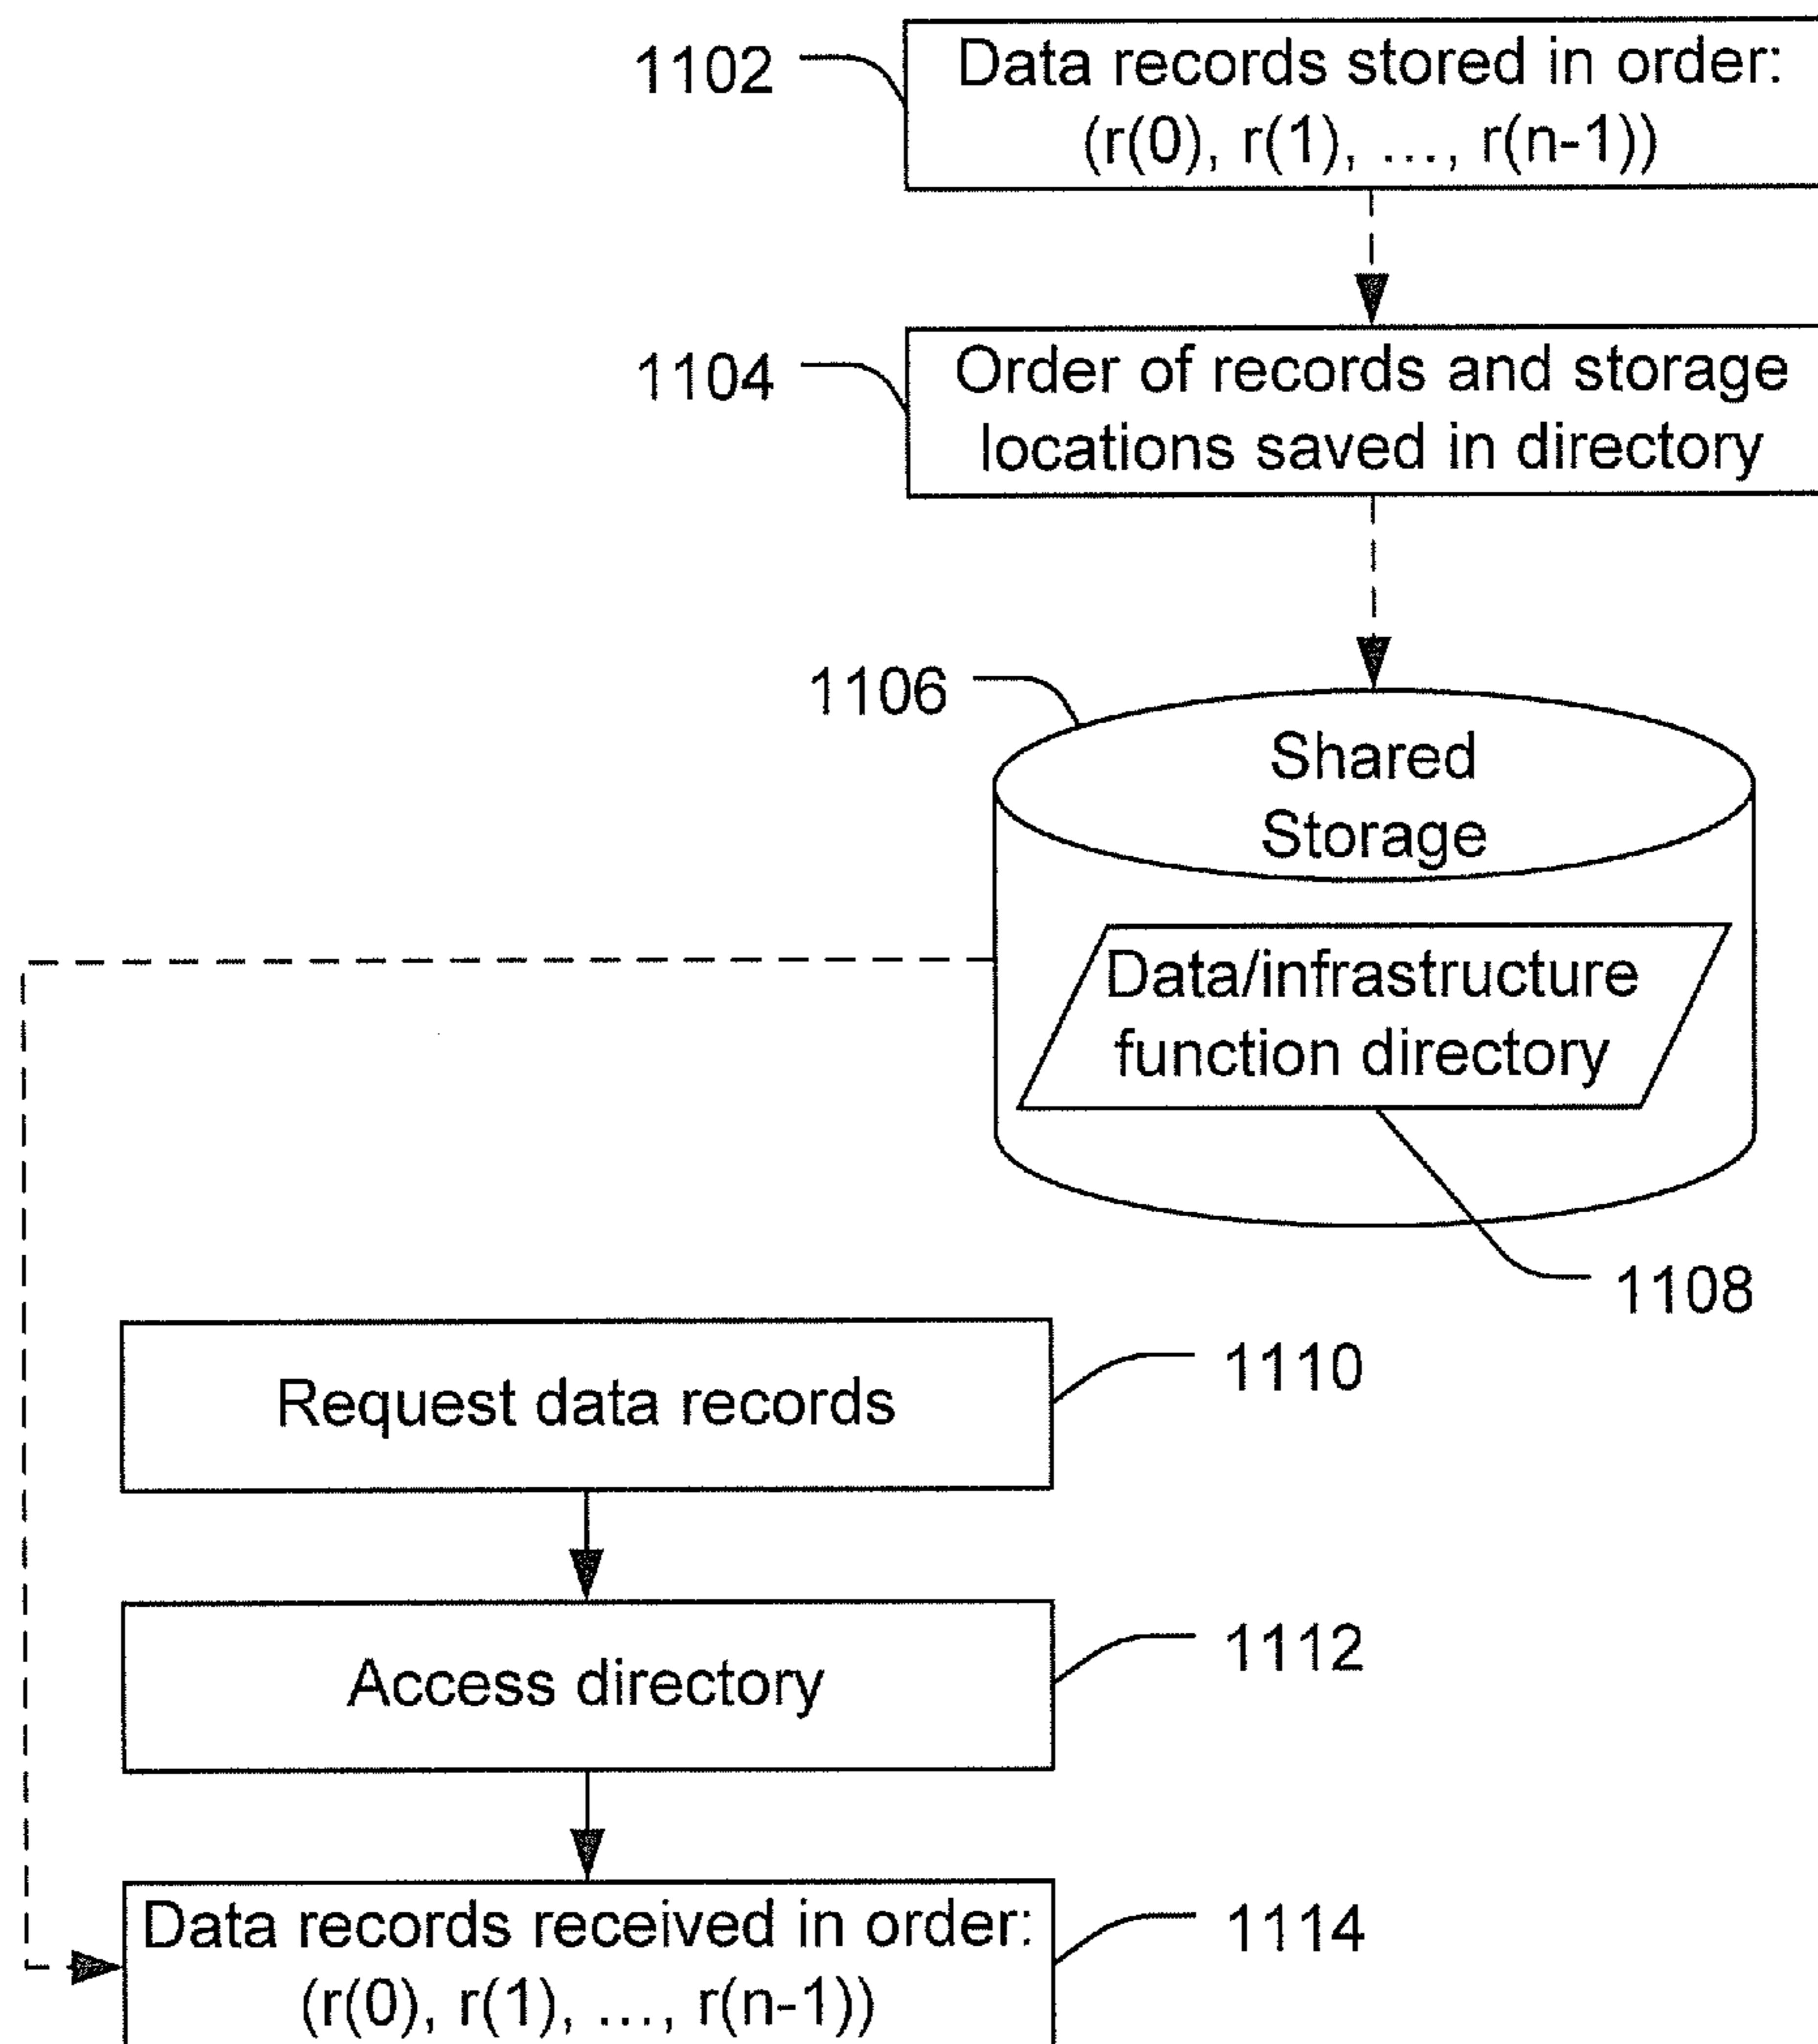 1102
Data records stored in order:
(r(0), r(1), ..., r(n-1))
1104
Order of records and storage
locations saved in directory
1106
Shared
Storage
Data/infrastructure
function directory
1108
Request data records
1110
Access directory
1112
Data records received in order:
(r(0), r(1), ..., r(n-1))
1114